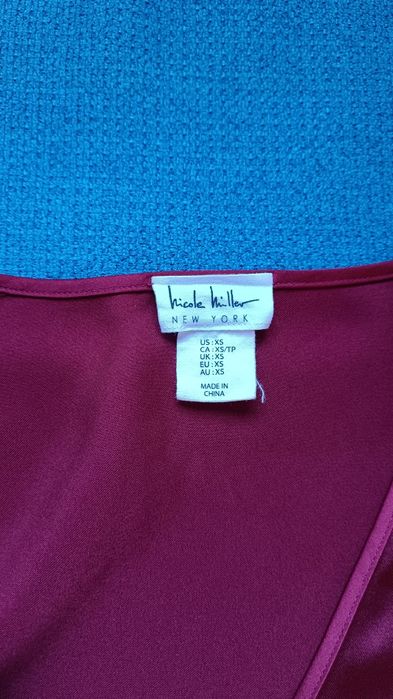 nicole miller
NEW YORK
US : XS
CA : XS/TP
UK : XS
EU : XS
AU : XS
MADE IN
CHINA